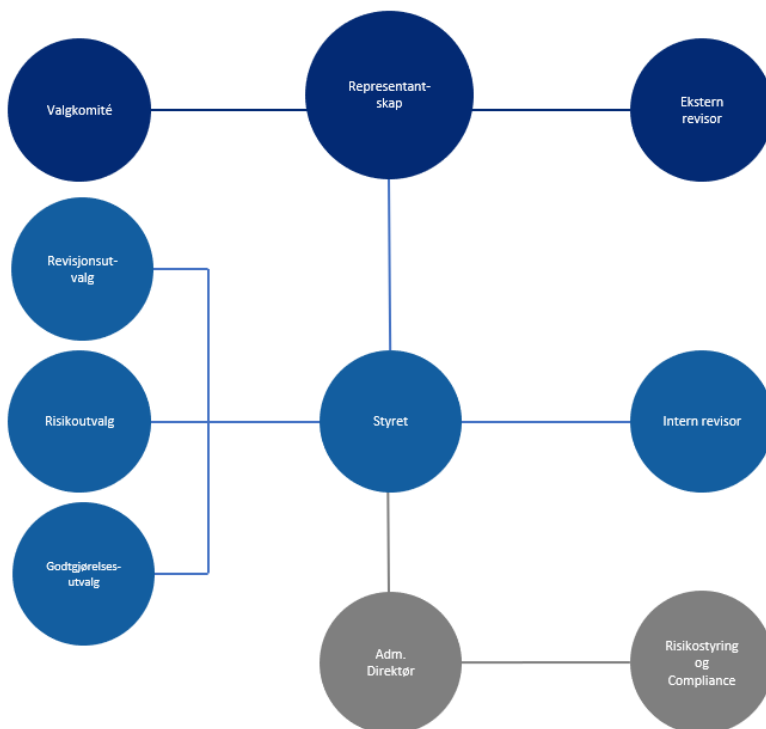 Valgkomité
Representant-
skap
Ekstern
revisor
Revisjonsut-
valg
Risikoutvalg
Styret
Intern revisor
Godtgjørelses-
utvalg
Adm.
Direktør
Risikostyring
og
Compliance